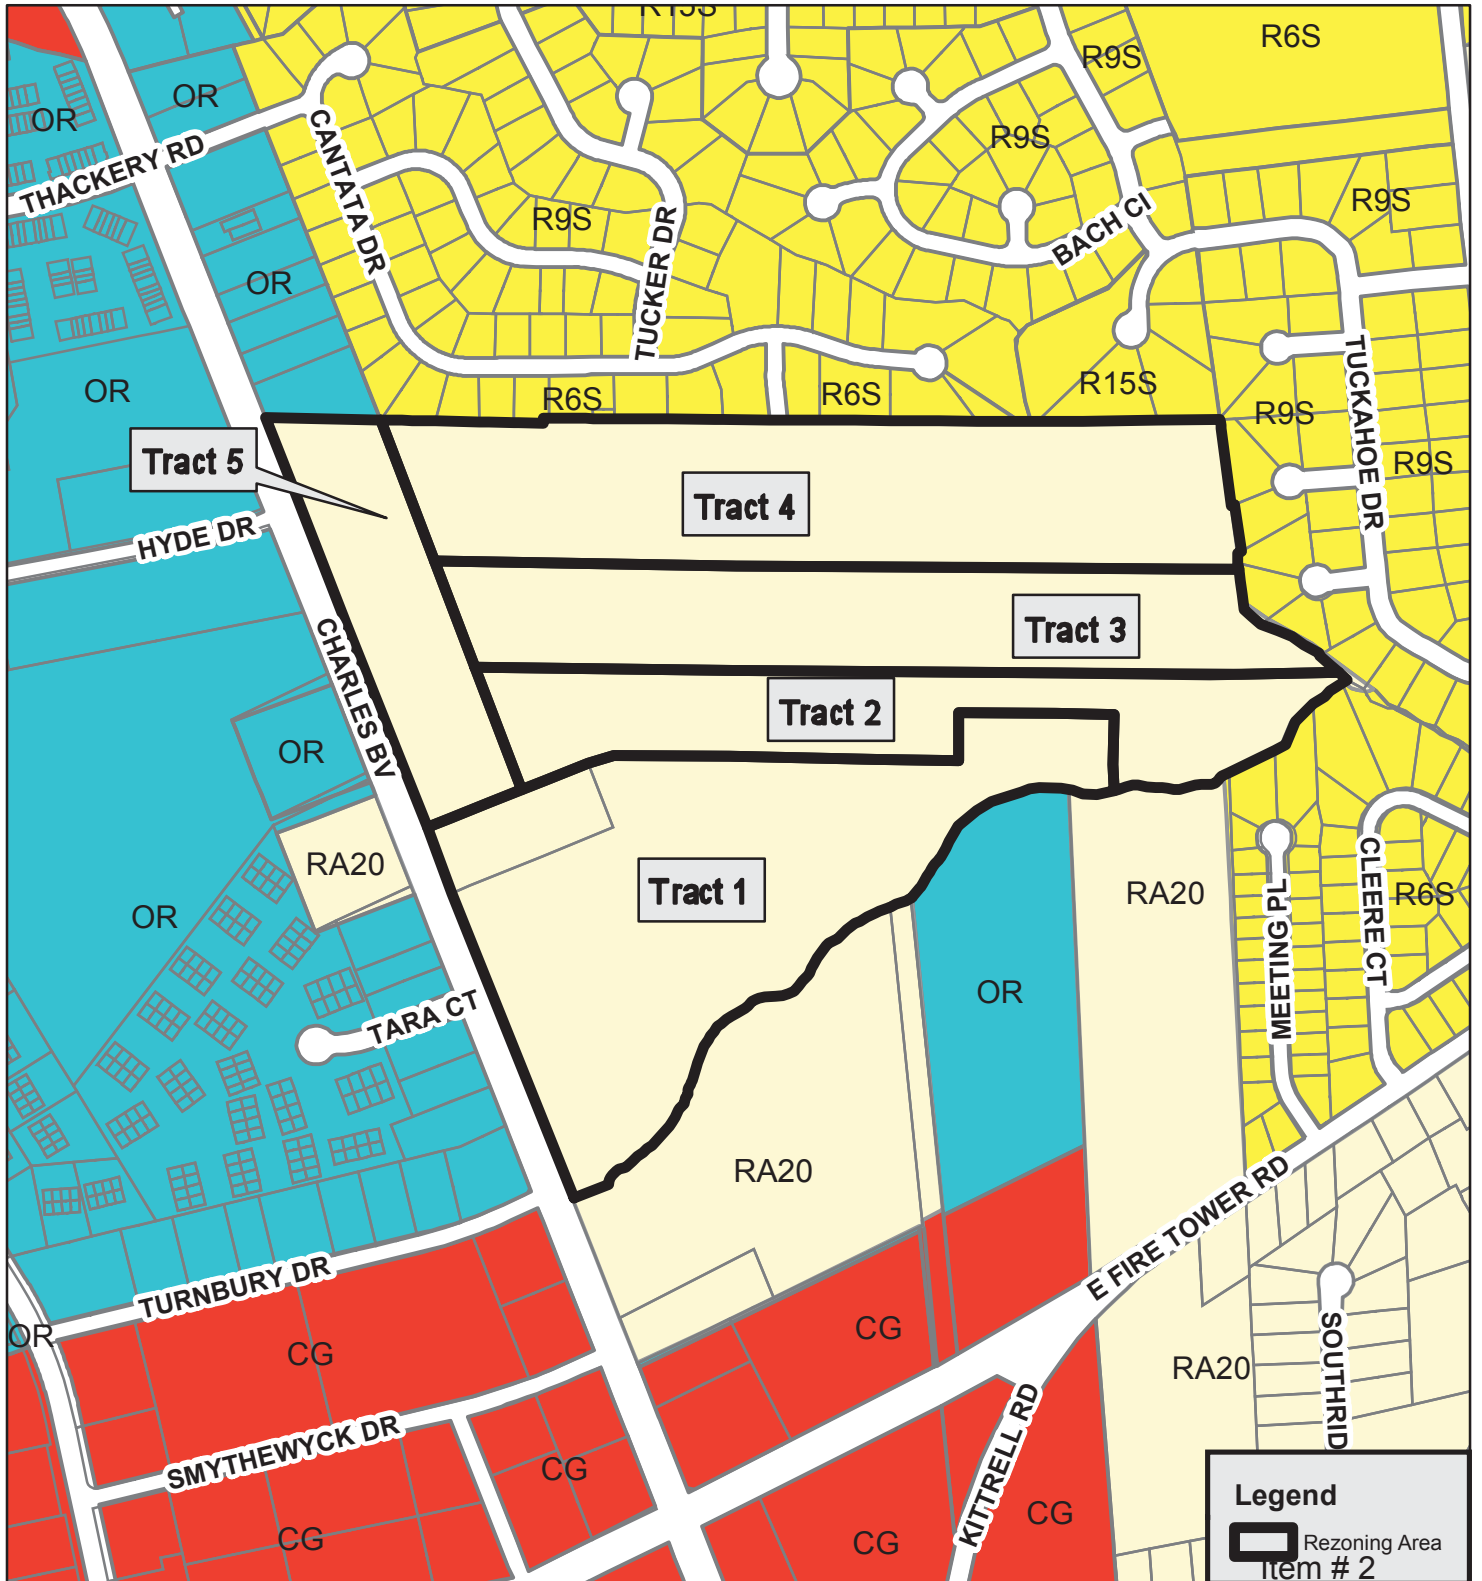 R15S
R6S
R9S
OR
OR
R9S
THACKERY RD
CANTATA DR
R9S
R9S
TUCKER DR
BACH CI
OR
OR
R15S
R6S
R6S
R9S
TUCKAHOE DR
R9S
Tract 5
Tract 4
HYDE DR
Tract 3
CHARLES BV
Tract 2
OR
RA20
Tract 1
RA20
CLEERE CT
R6S
OR
MEETING PL
OR
TARA CT
RA20
E FIRE TOWER RD
TURNBURY DR
OR
CG
CG
SOUTHRID
RA20
SMYTHEWYCK DR
CG
KITTRELL RD
CG
CG
CG
Legend
Rezoning Area
Item # 2